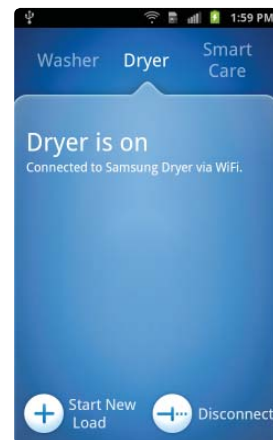 1:59 PM
Washer
Dryer
Smart
Care
Dryer is on
Connected to Samsung Dryer via WiFi.
Start New
Load
Disconnect